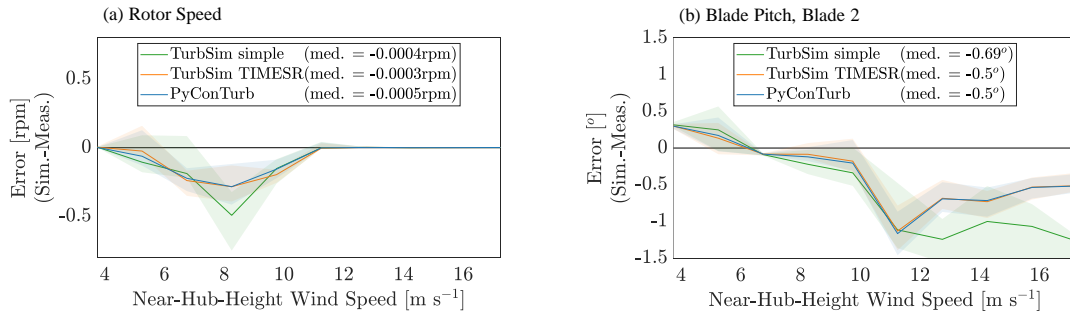 (a) Rotor Speed
TurbSim simple (med. = -0.0004rpm)
TurbSim TIMESR(med. = -0.0003rpm)
PyConTurb (med. = -0.0005rpm)
Error [rpm]
(Sim.-Meas.)
0.5
0
-0.5
4 6 8 10 12 14 16
Near-Hub-Height Wind Speed [m s⁻¹]
(b) Blade Pitch, Blade 2
TurbSim simple (med. = -0.69°)
TurbSim TIMESR(med. = -0.5°)
PyConTurb (med. = -0.5°)
Error [°]
(Sim.-Meas.)
1.5
1
0.5
0
-0.5
-1
-1.5
4 6 8 10 12 14 16
Near-Hub-Height Wind Speed [m s⁻¹]